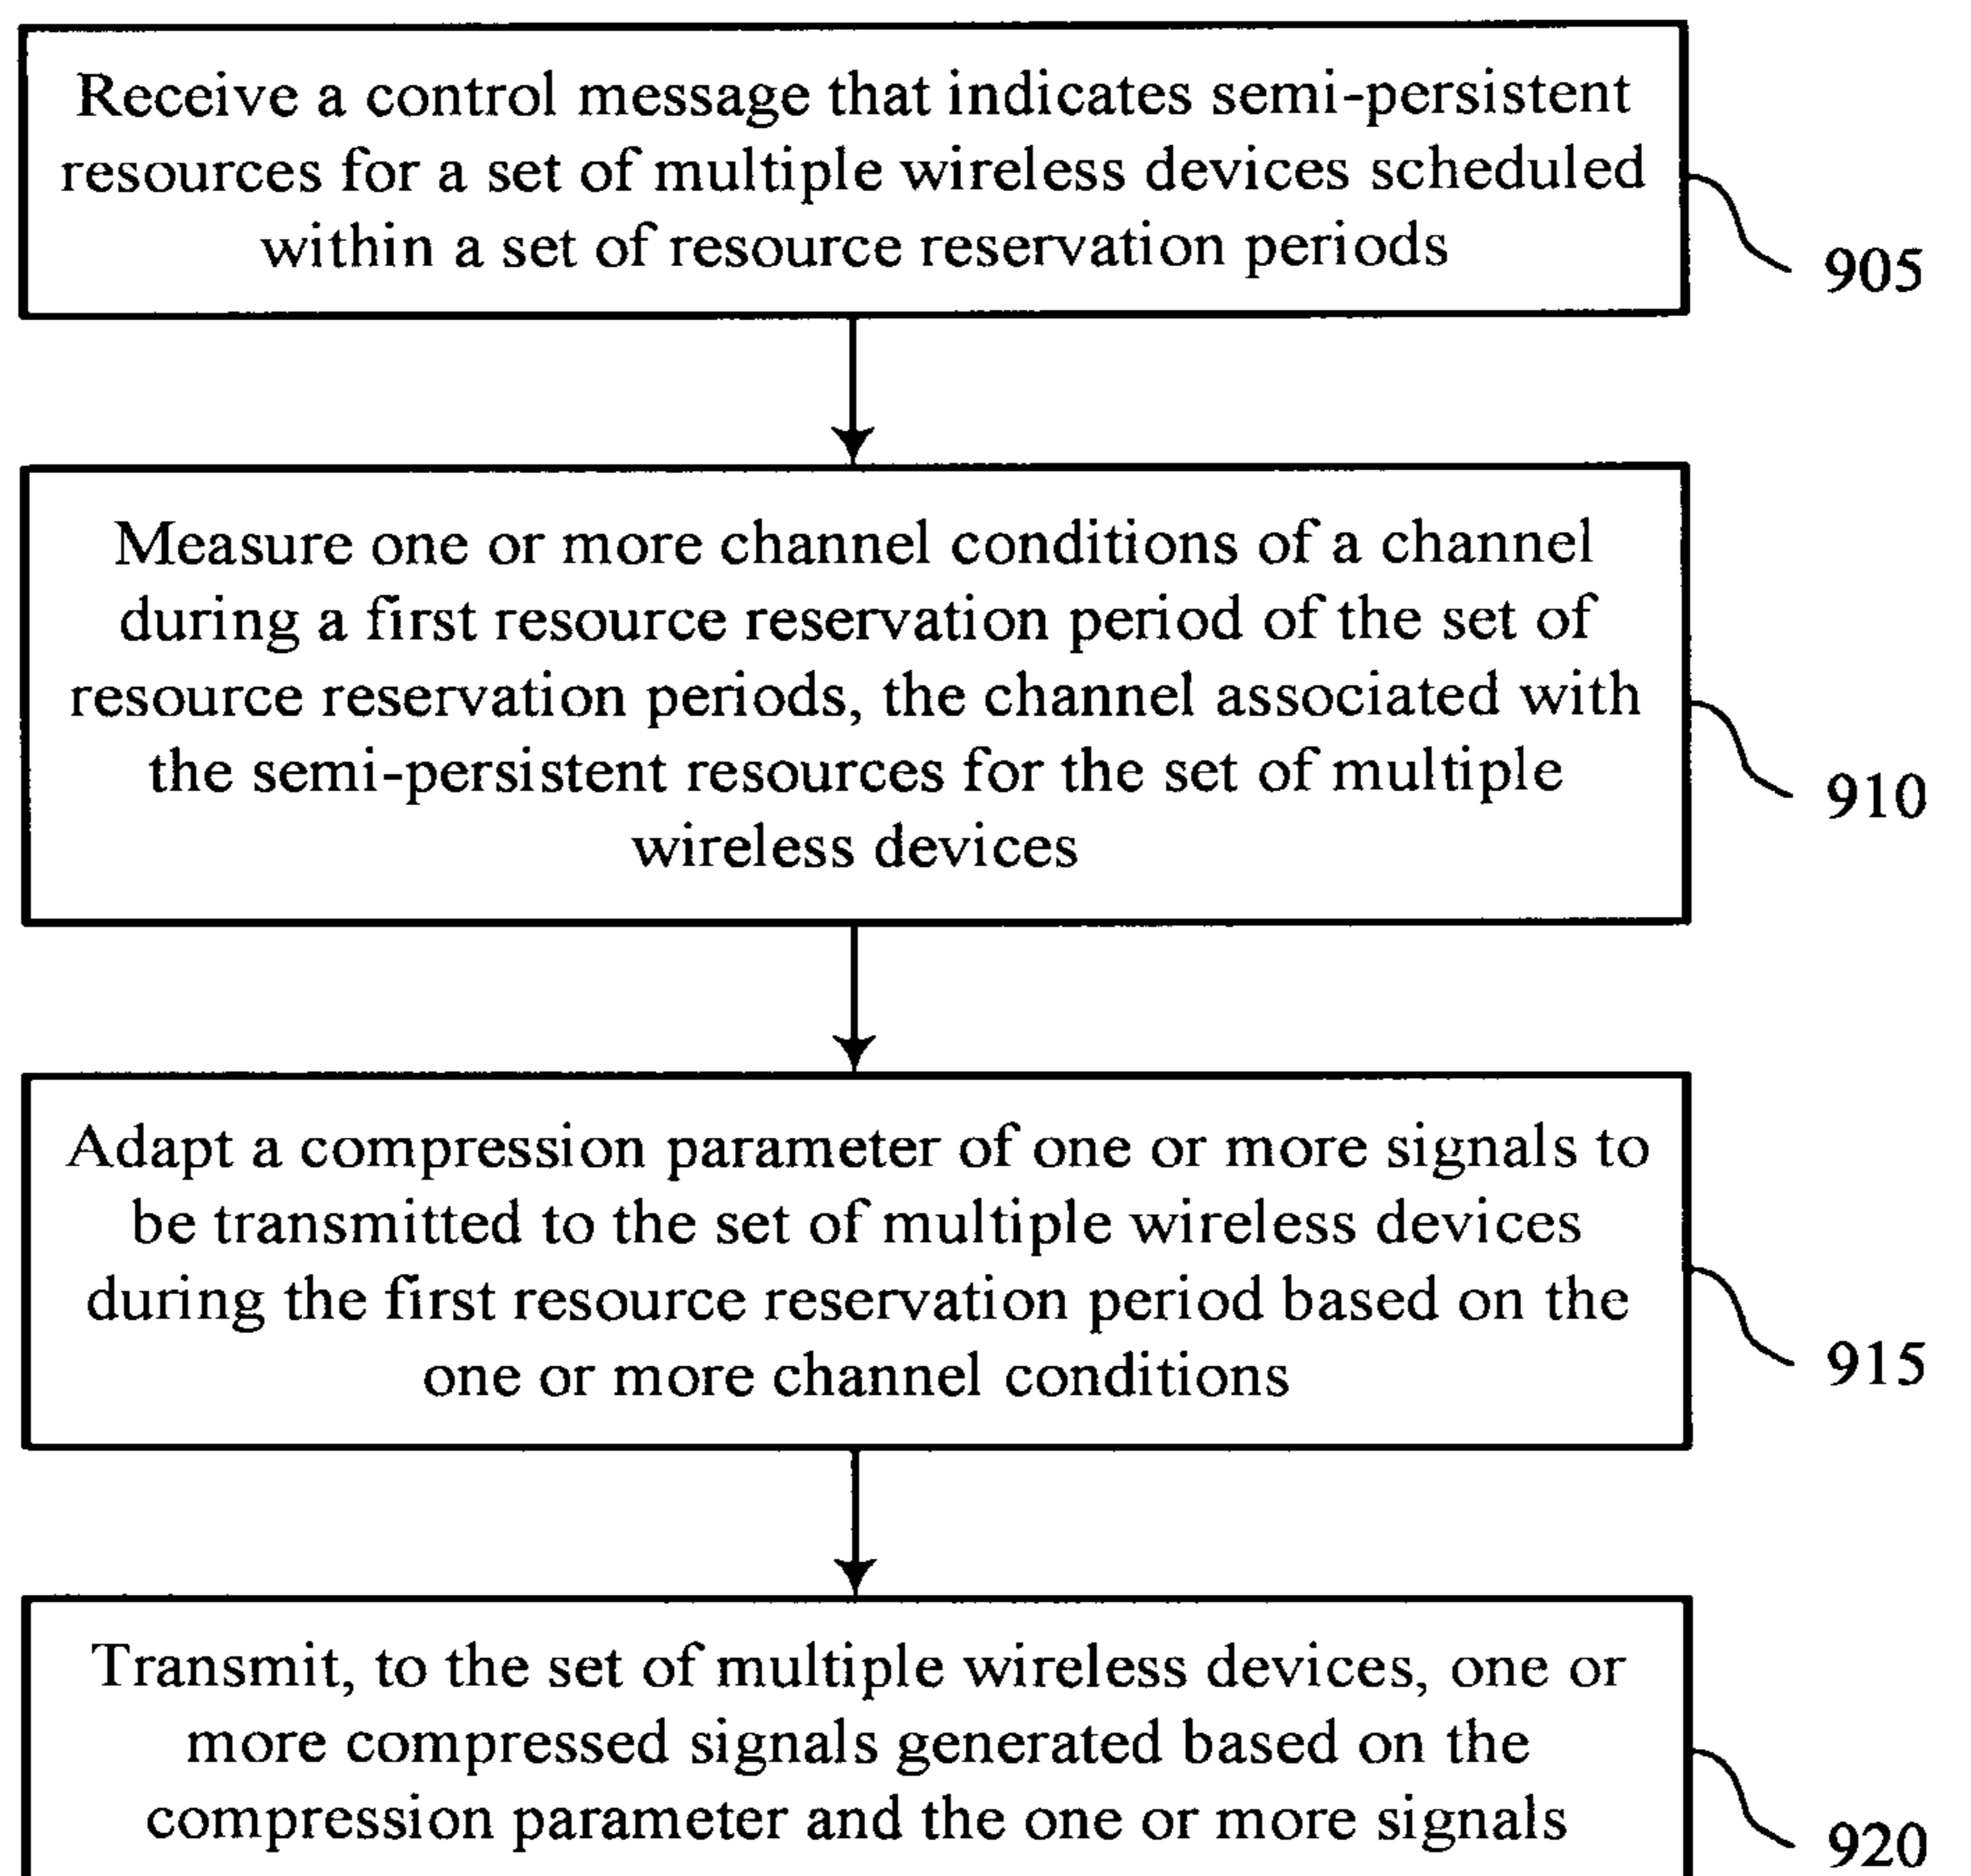 Receive a control message that indicates semi-persistent
resources for a set of multiple wireless devices scheduled
within a set of resource reservation periods
905
Measure one or more channel conditions of a channel
during a first resource reservation period of the set of
resource reservation periods, the channel associated with
the semi-persistent resources for the set of multiple
wireless devices
910
Adapt a compression parameter of one or more signals to
be transmitted to the set of multiple wireless devices
during the first resource reservation period based on the
one or more channel conditions
915
Transmit, to the set of multiple wireless devices, one or
more compressed signals generated based on the
compression parameter and the one or more signals
920